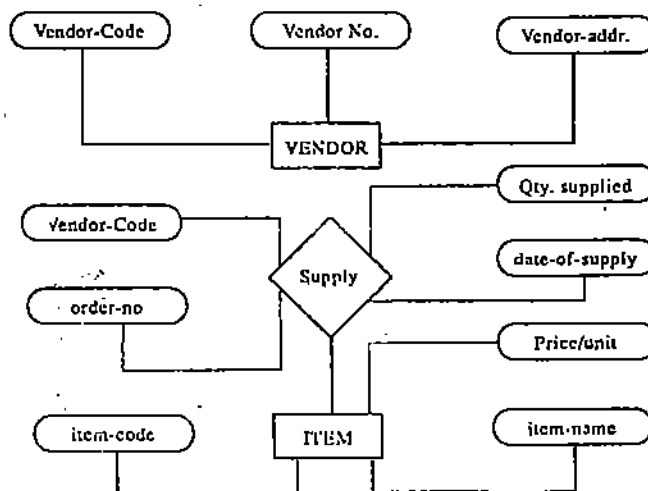 Vendor-Code
Vendor No.
Vendor-addr.
VENDOR
Qty. supplied
Vendor-Code
Supply
date-of-supply
order-no
Price/unit
item-code
ITEM
item-name